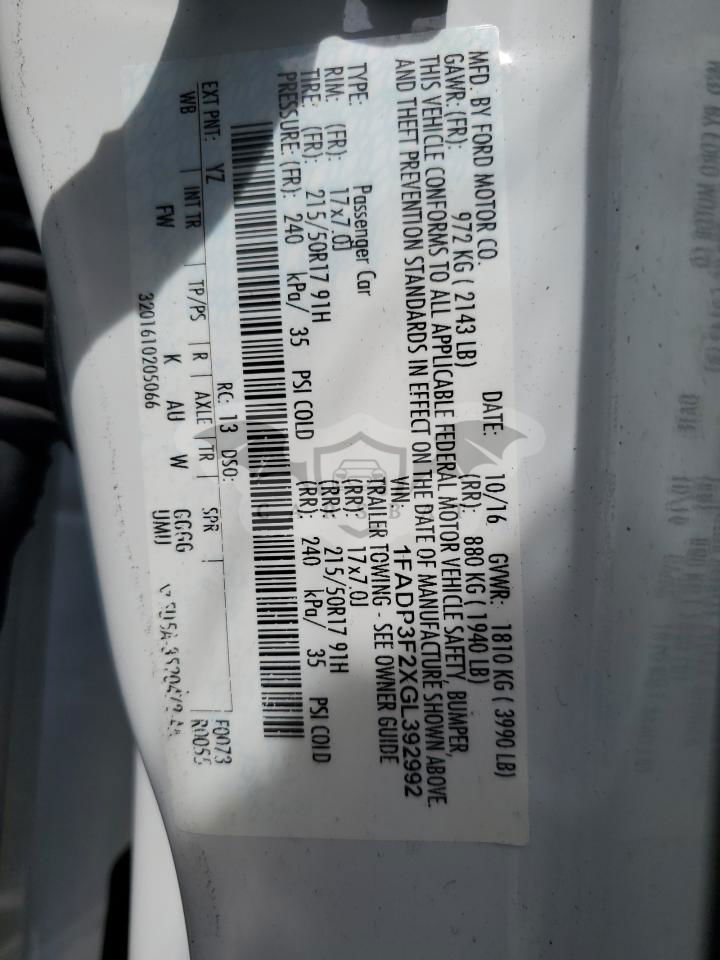 MFD. BY FORD MOTOR CO. DATE: 10/16 GVWR: 1810 KG ( 3990 LB)
GAWR: (FR): 972 KG ( 2143 LB) (RR): 880 KG ( 1940 LB)
THIS VEHICLE CONFORMS TO ALL APPLICABLE FEDERAL MOTOR VEHICLE SAFETY, BUMPER,
AND THEFT PREVENTION STANDARDS IN EFFECT ON THE DATE OF MANUFACTURE SHOWN ABOVE.
VIN 1FADP3F2XGL392992
TYPE: Passenger Car TRAILER TOWING - SEE OWNER GUIDE
RIM: (FR): 17x7.0J (RR): 17x7.0J
TIRE: (FR): 215/50R17 91H (RR): 215/50R17 91H
PRESSURE: (FR): 240 kPa/ 35 PSI COLD (RR): 240 kPa/ 35 PSI COLD
EXT PNT: YZ RC: 13 DSO: F0073
WB INT TR TP/PS R AXLE TR SPR R0055
FW K AU W GGGG
UMU
3201610205066